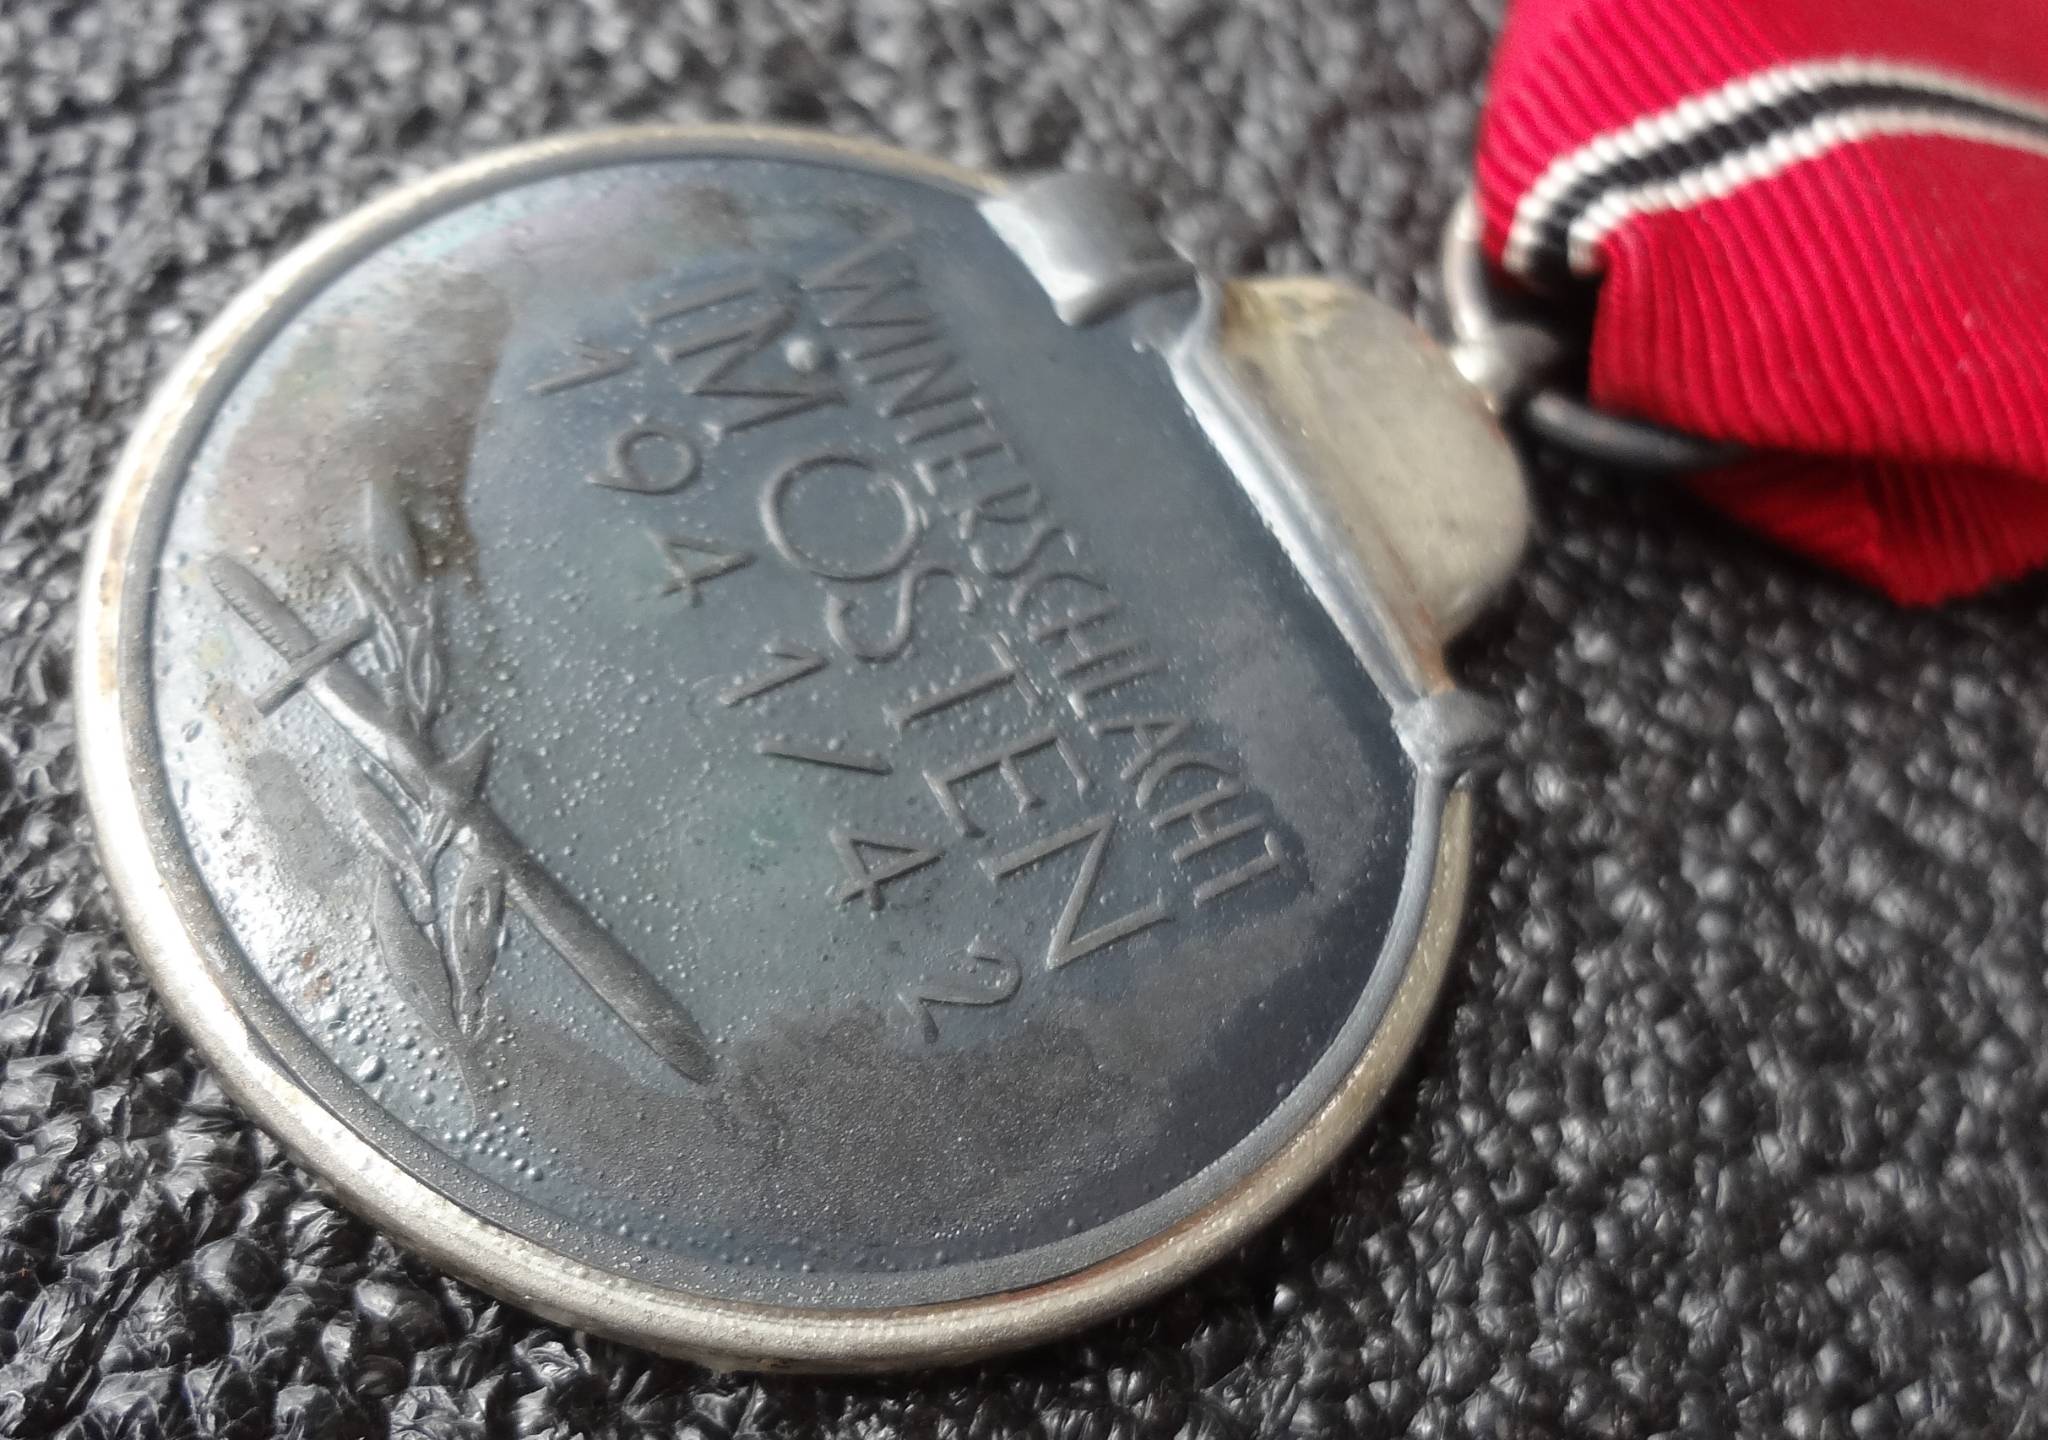 WINTERSCHLACHT
IM OSTEN
1941/42